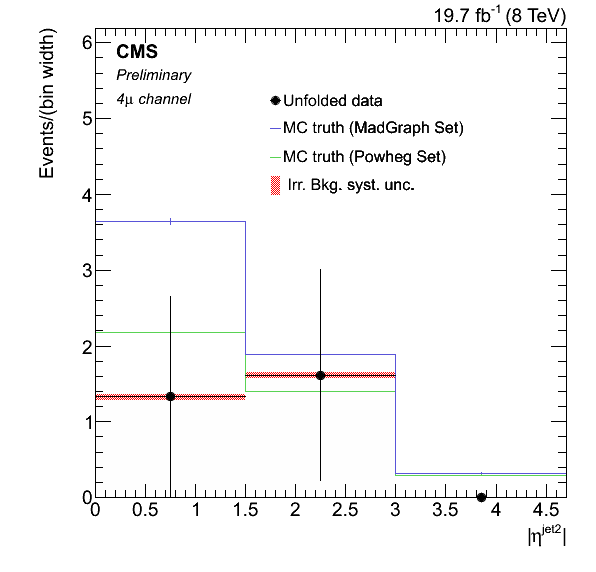 19.7 fb⁻¹ (8 TeV)
CMS
Preliminary
4μ channel
Unfolded data
MC truth (MadGraph Set)
MC truth (Powheg Set)
Irr. Bkg. syst. unc.
Events/(bin width)
6
5
4
3
2
1
0
0 0.5 1 1.5 2 2.5 3 3.5 4 4.5
|η^jet2|